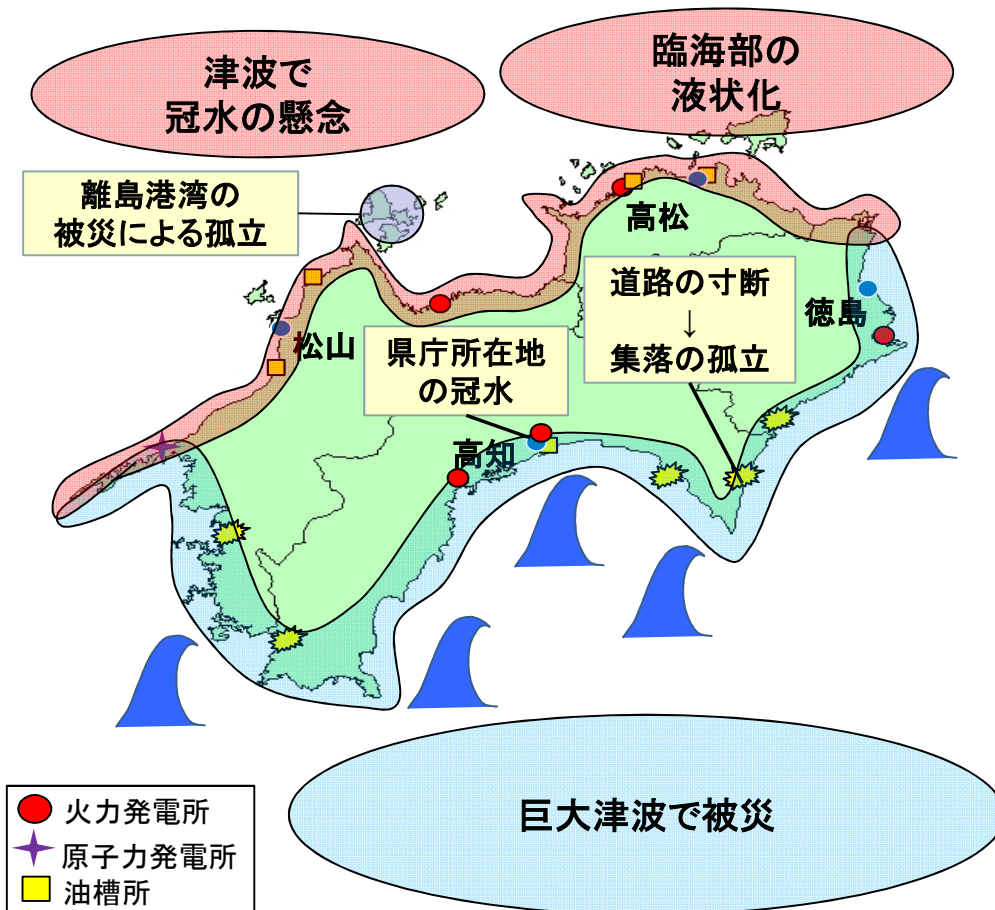 津波で
冠水の懸念
臨海部の
液状化
離島港湾の
被災による孤立
高松
道路の寸断
↓
集落の孤立
徳島
松山
県庁所在地
の冠水
高知
巨大津波で被災
火力発電所
原子力発電所
油槽所